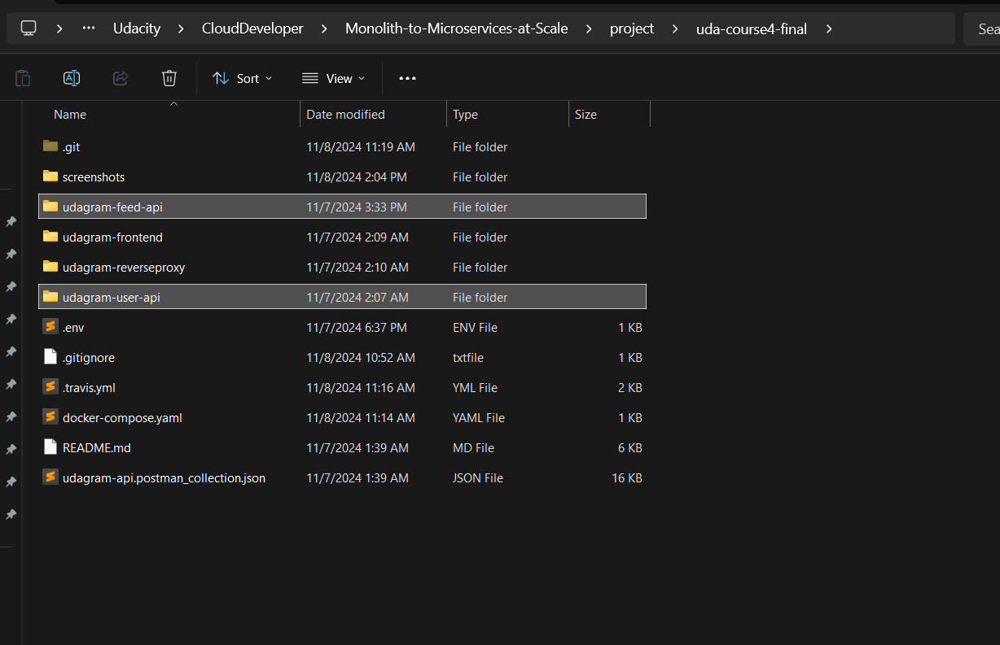 Udacity CloudDeveloper Monolith-to-Microservices-at-Scale project uda-course4-final Sea
Sort View
Name Date modified Type Size
.git 11/8/2024 11:19 AM File folder
screenshots 11/8/2024 2:04 PM File folder
udagram-feed-api 11/7/2024 3:33 PM File folder
udagram-frontend 11/7/2024 2:09 AM File folder
udagram-reverseproxy 11/7/2024 2:10 AM File folder
udagram-user-api 11/7/2024 2:07 AM File folder
.env 11/7/2024 6:37 PM ENV File 1 KB
.gitignore 11/8/2024 10:52 AM txtfile 1 KB
.travis.yml 11/8/2024 11:16 AM YML File 2 KB
docker-compose.yaml 11/8/2024 11:14 AM YAML File 1 KB
README.md 11/7/2024 1:39 AM MD File 6 KB
udagram-api.postman_collection.json 11/7/2024 1:39 AM JSON File 16 KB